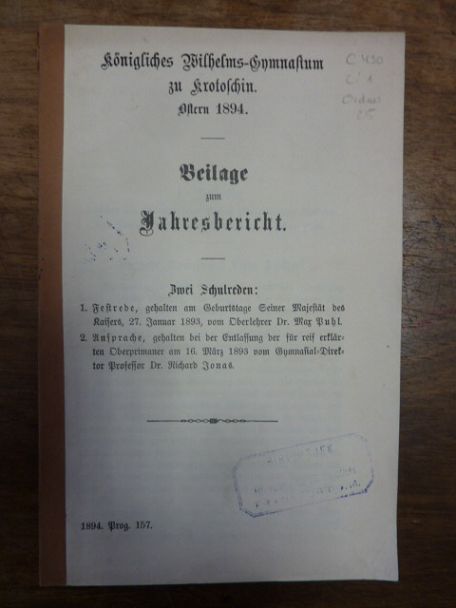 Königliches Wilhelms-Gymnasium
zu Krotoschin.
Ostern 1894.
Beilage
zum
Jahresbericht.
Zwei Schulreden:
1. Festrede, gehalten am Geburtstage Seiner Majestät des
Kaisers, 27. Januar 1893, vom Oberlehrer Dr. Max Puhl.
2. Ansprache, gehalten bei der Entlassung der für reif erklär-
ten Oberprimaner am 16. März 1893 vom Gymnasial-Direk-
tor Professor Dr. Richard Jonas.
1894. Prog. 157.